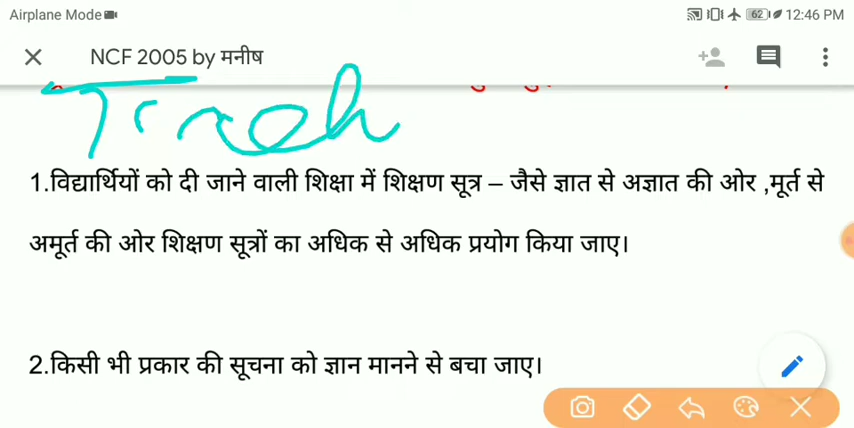 Airplane Mode 62 12:46 PM
NCF 2005 by मनीष
1.विद्यार्थियों को दी जाने वाली शिक्षा में शिक्षण सूत्र – जैसे ज्ञात से अज्ञात की ओर ,मूर्त से
अमूर्त की ओर शिक्षण सूत्रों का अधिक से अधिक प्रयोग किया जाए।
2.किसी भी प्रकार की सूचना को ज्ञान मानने से बचा जाए।